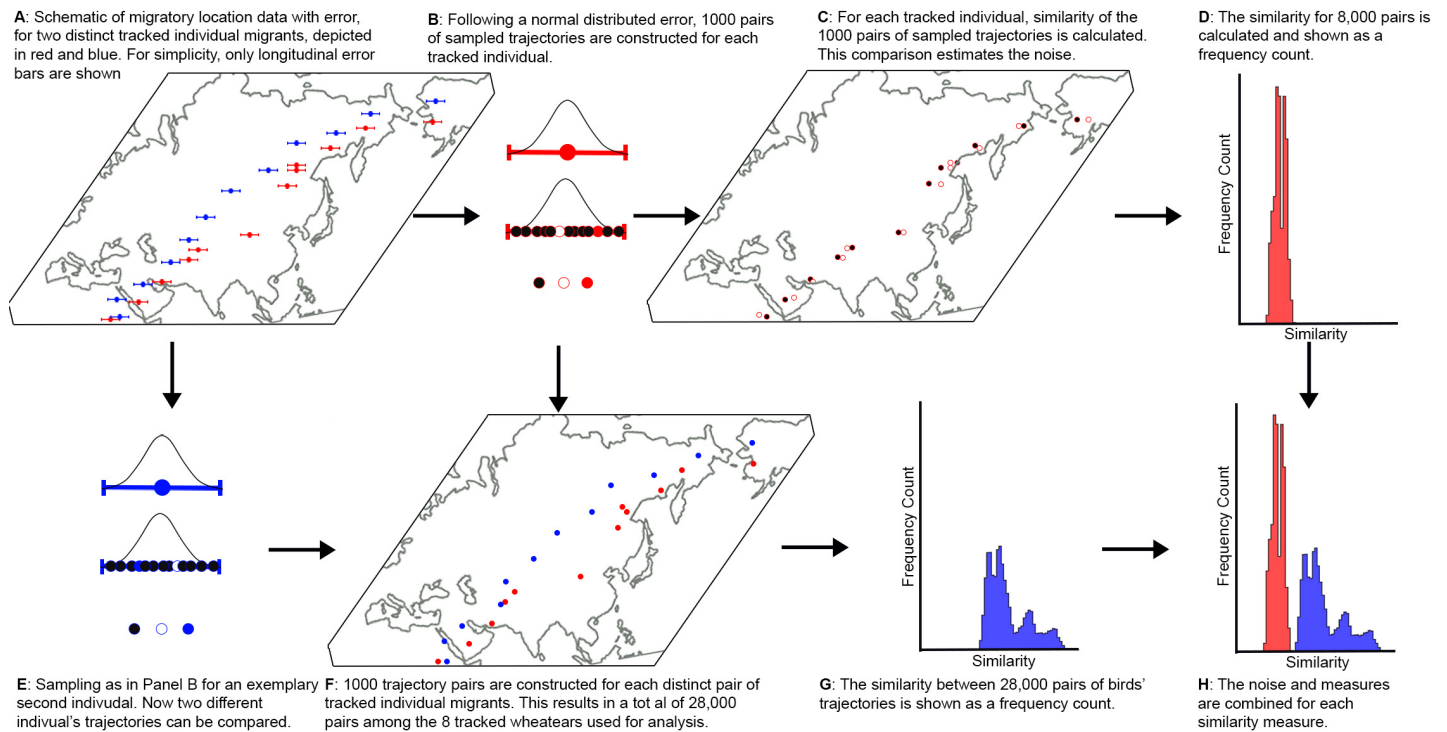 A: Schematic of migratory location data with error,
for two distinct tracked individual migrants, depicted
in red and blue. For simplicity, only longitudinal error
bars are shown
B: Following a normal distributed error, 1000 pairs
of sampled trajectories are constructed for each
tracked individual.
C: For each tracked individual, similarity of the
1000 pairs of sampled trajectories is calculated.
This comparison estimates the noise.
D: The similarity for 8,000 pairs is
calculated and shown as a
frequency count.
Frequency Count
Similarity
Frequency Count
Similarity
Frequency Count
Similarity
E: Sampling as in Panel B for an exemplary
second indivudal. Now two different
indivual's trajectories can be compared.
F: 1000 trajectory pairs are constructed for each distinct pair of
tracked individual migrants. This results in a tot al of 28,000
pairs among the 8 tracked wheatears used for analysis.
G: The similarity between 28,000 pairs of birds'
trajectories is shown as a frequency count.
H: The noise and measures
are combined for each
similarity measure.